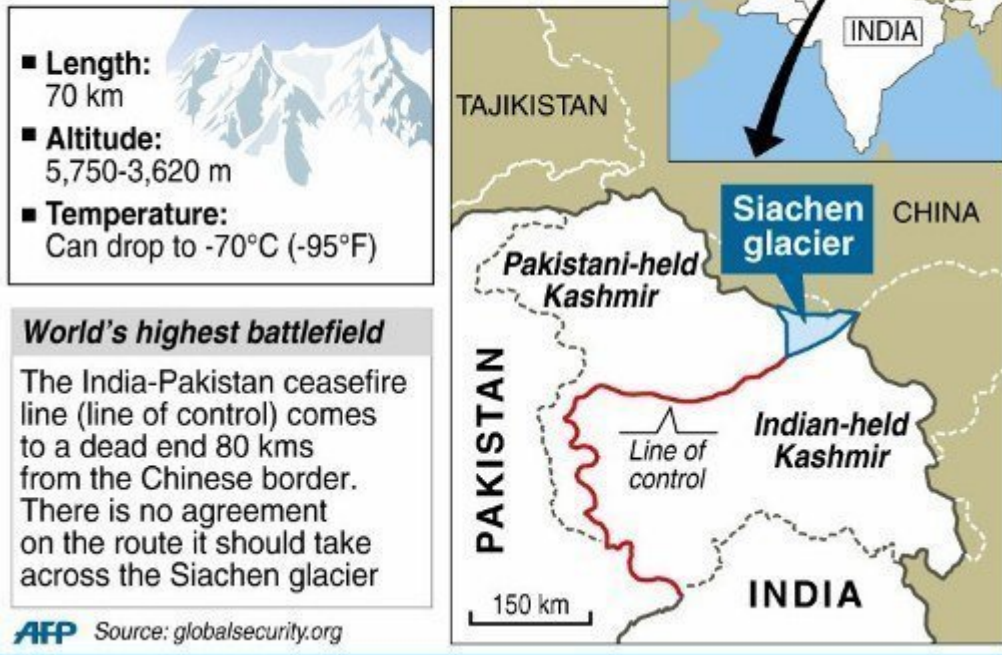 Length:
70 km
Altitude:
5,750-3,620 m
Temperature:
Can drop to -70°C (-95°F)
World's highest battlefield
The India-Pakistan ceasefire
line (line of control) comes
to a dead end 80 kms
from the Chinese border.
There is no agreement
on the route it should take
across the Siachen glacier
AFP Source: globalsecurity.org
INDIA
TAJIKISTAN
Siachen
glacier
CHINA
Pakistani-held
Kashmir
PAKISTAN
Line of
control
Indian-held
Kashmir
INDIA
150 km